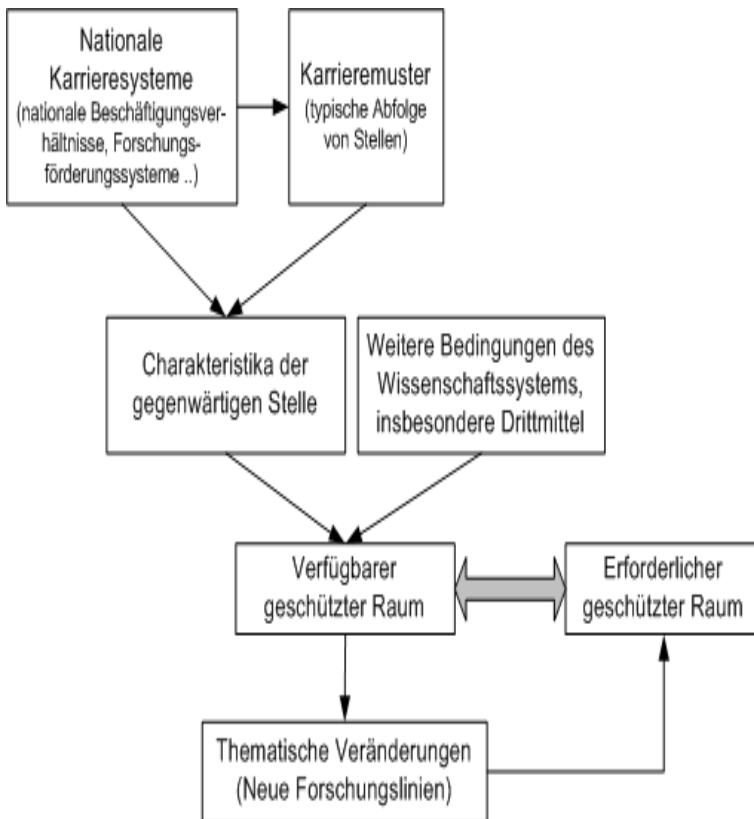 Nationale
Karrieresysteme
(nationale Beschäftigungsver-
hältnisse, Forschungs-
förderungssysteme ..)
Karrieremuster
(typische Abfolge
von Stellen)
Charakteristika der
gegenwärtigen Stelle
Weitere Bedingungen des
Wissenschaftssystems,
insbesondere Drittmittel
Verfügbarer
geschützter Raum
Erforderlicher
geschützter Raum
Thematische Veränderungen
(Neue Forschungslinien)